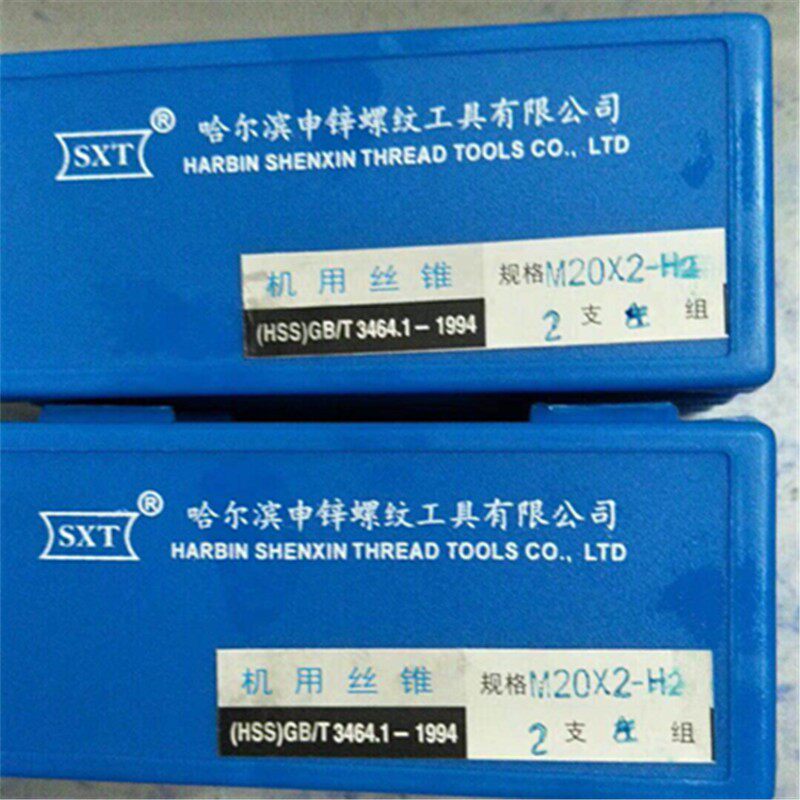 SXT®
哈尔滨申锌螺纹工具有限公司
HARBIN SHENXIN THREAD TOOLS CO., LTD
机用丝锥
规格M20X2-H2
(HSS)GB/T 3464.1-1994
2支 组
SXT®
哈尔滨申锌螺纹工具有限公司
HARBIN SHENXIN THREAD TOOLS CO., LTD
机用丝锥
规格M20X2-H2
(HSS)GB/T 3464.1-1994
2支 组